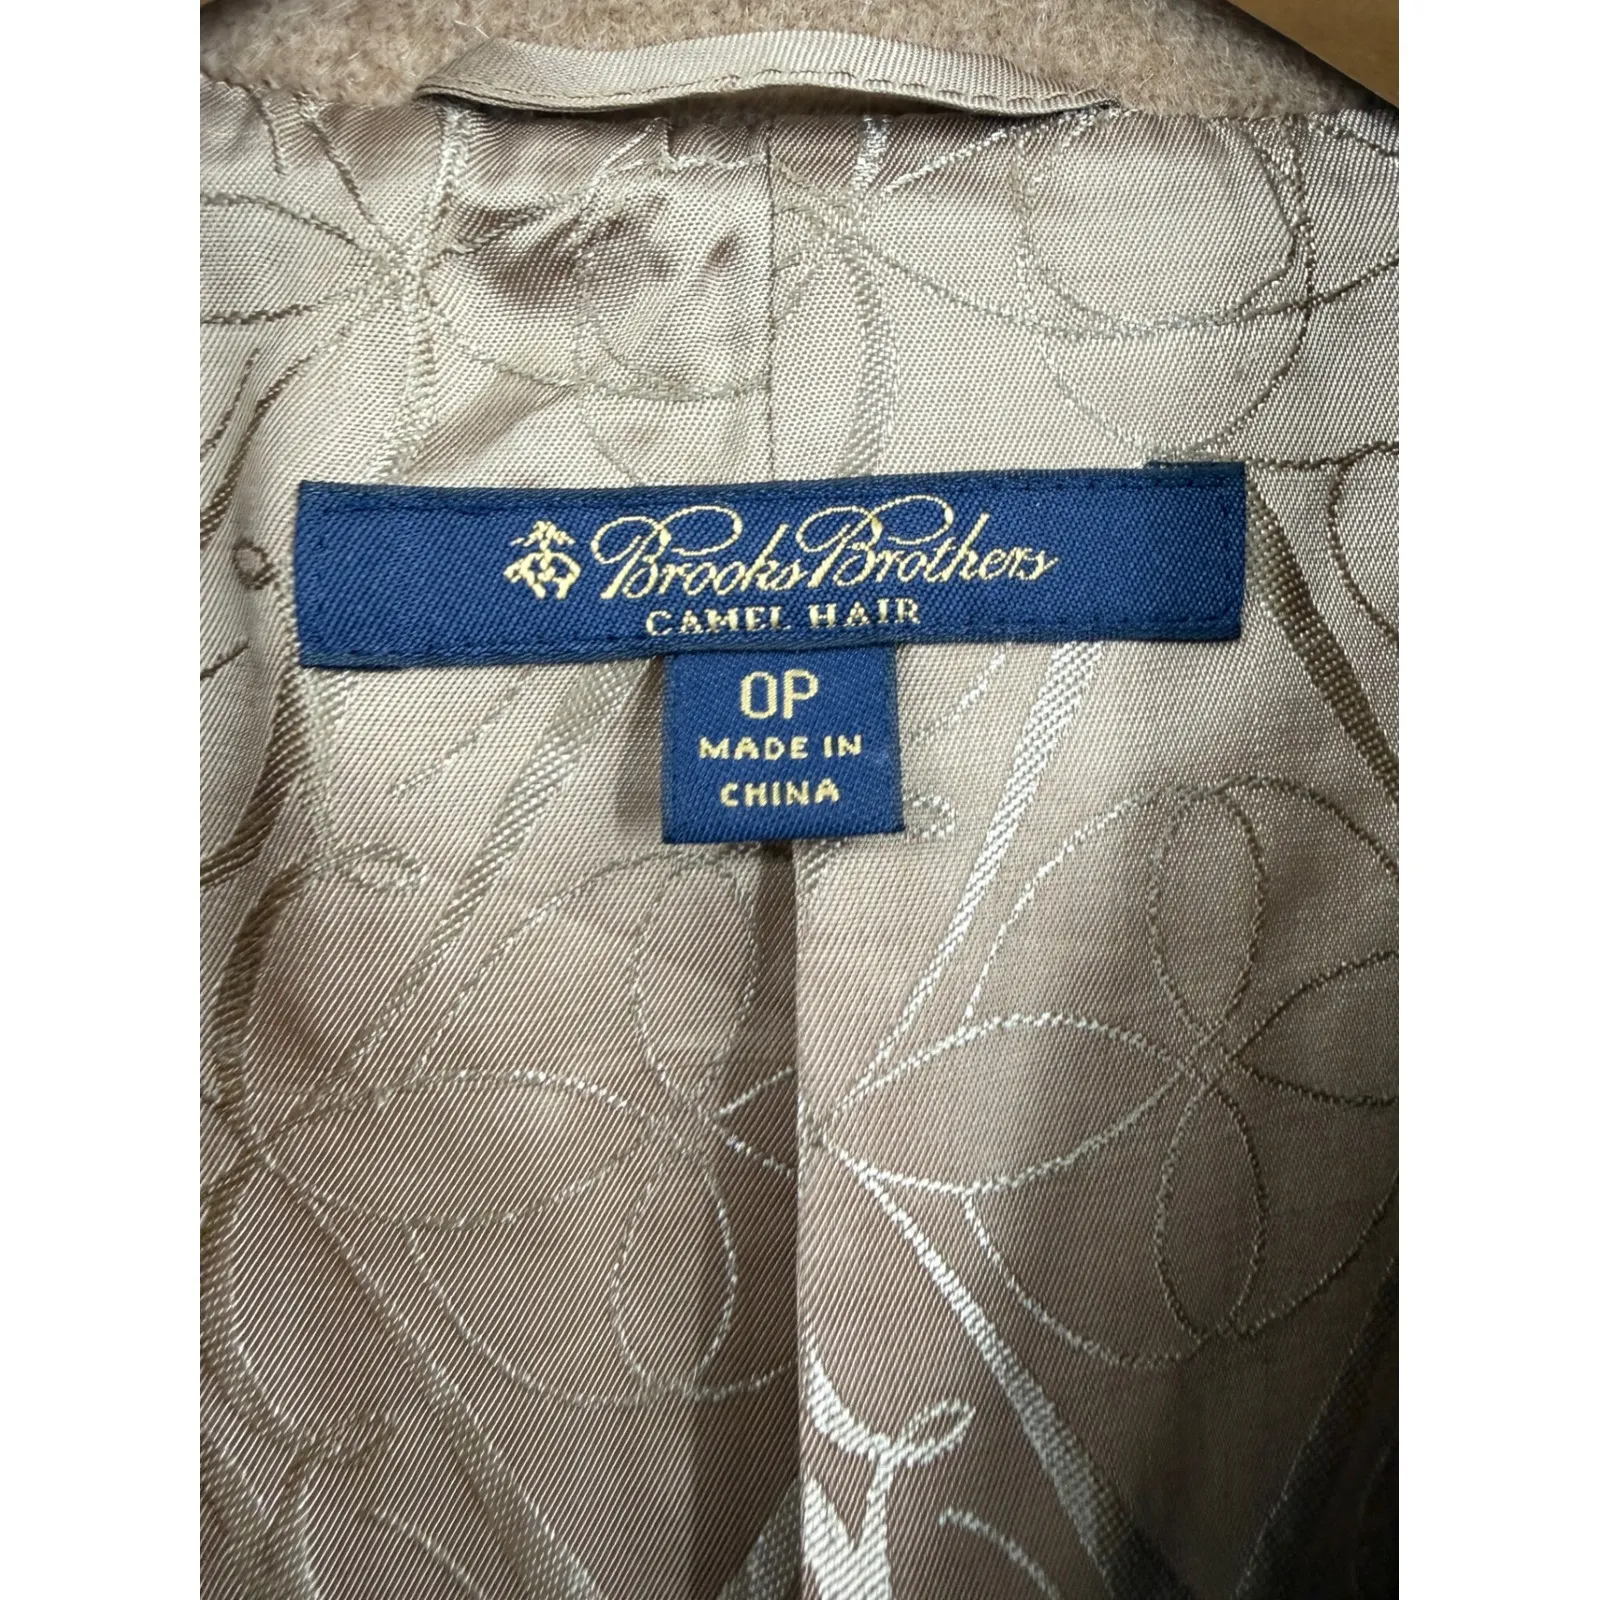 Brooks Brothers
CAMEL HAIR
0P
MADE IN
CHINA